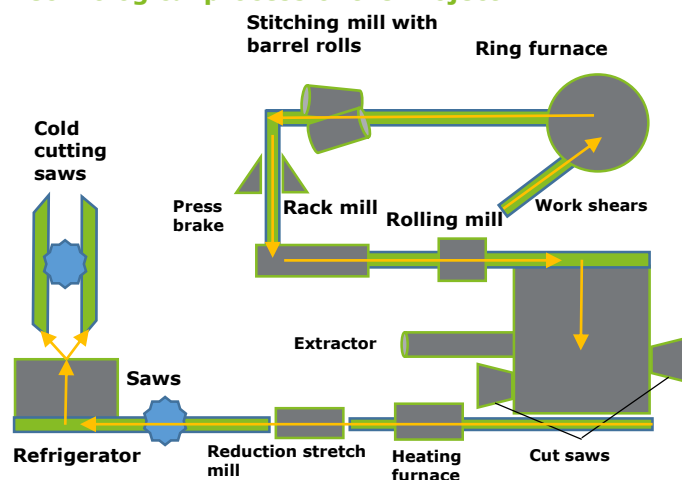 Stitching mill with
barrel rolls
Ring furnace
Cold
cutting
saws
Press
brake
Rack mill
Work shears
Rolling mill
Extractor
Saws
Refrigerator
Reduction stretch
mill
Heating
furnace
Cut saws